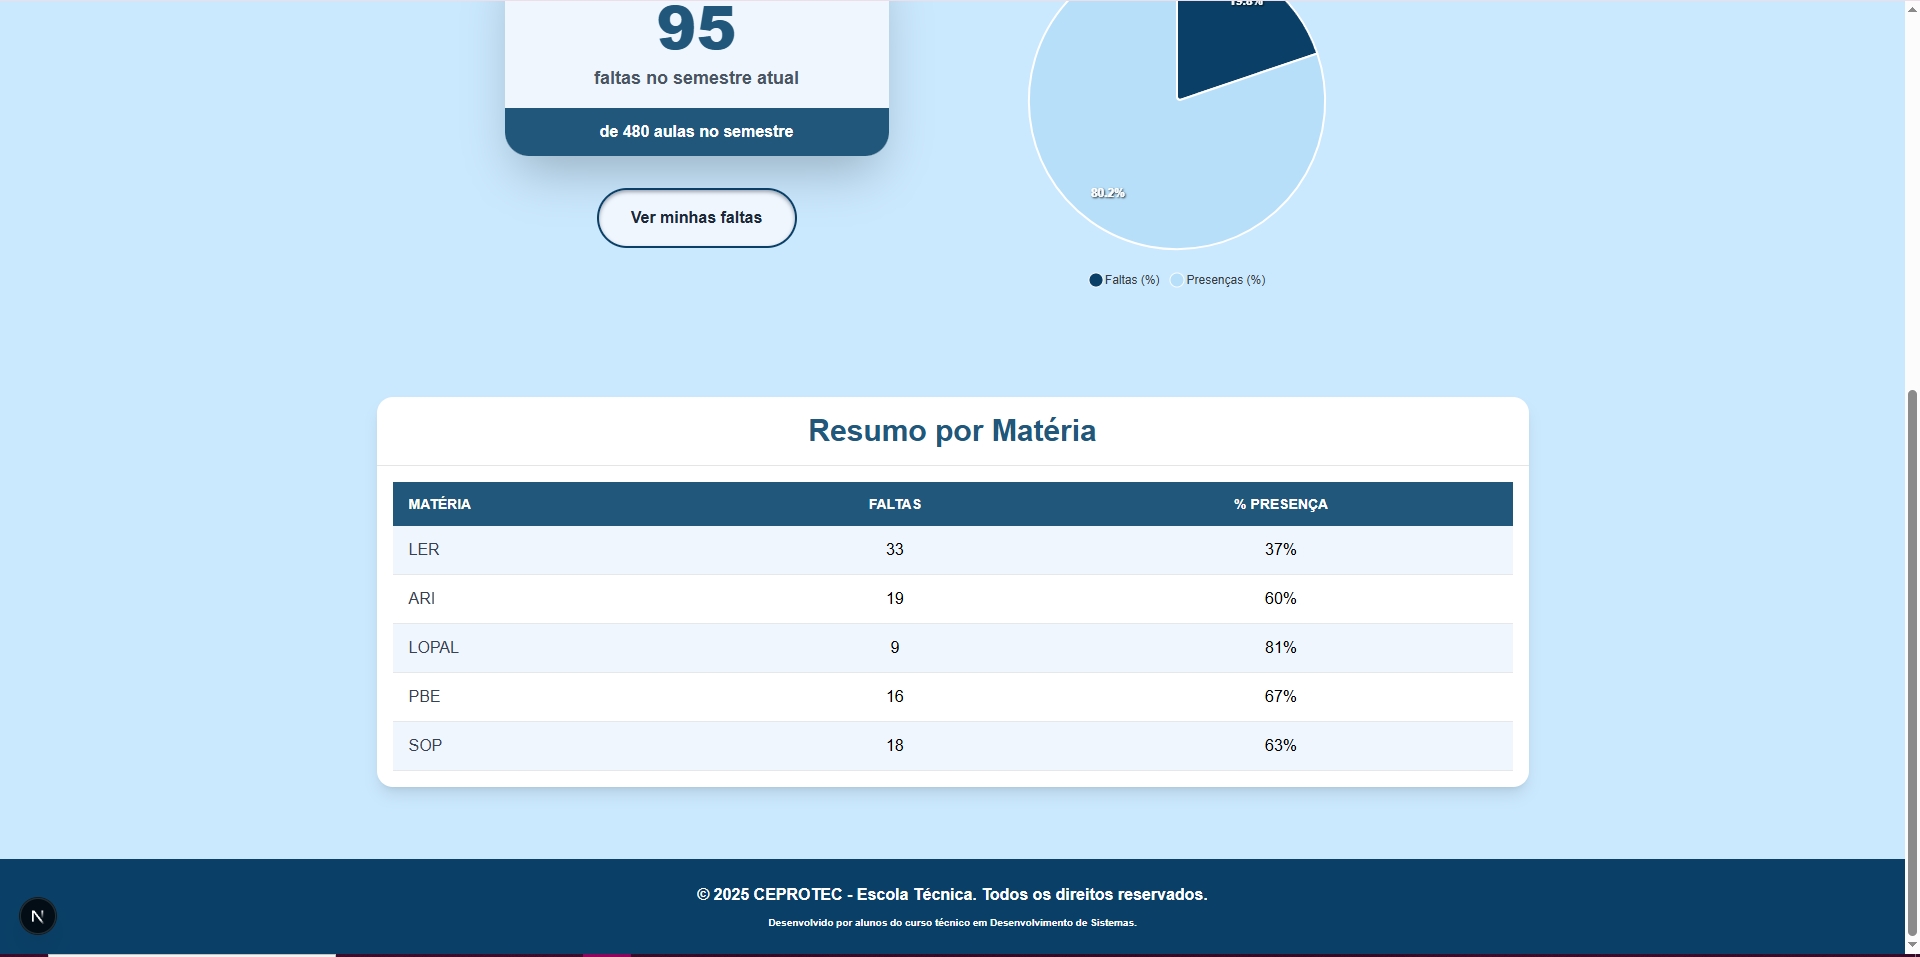 95
19.8%
faltas no semestre atual
de 480 aulas no semestre
80.2%
Ver minhas faltas
Faltas (%) Presenças (%)
Resumo por Matéria
MATÉRIA FALTAS % PRESENÇA
LER 33 37%
ARI 19 60%
LOPAL 9 81%
PBE 16 67%
SOP 18 63%
© 2025 CEPROTEC - Escola Técnica. Todos os direitos reservados.
Desenvolvido por alunos do curso técnico em Desenvolvimento de Sistemas.
N